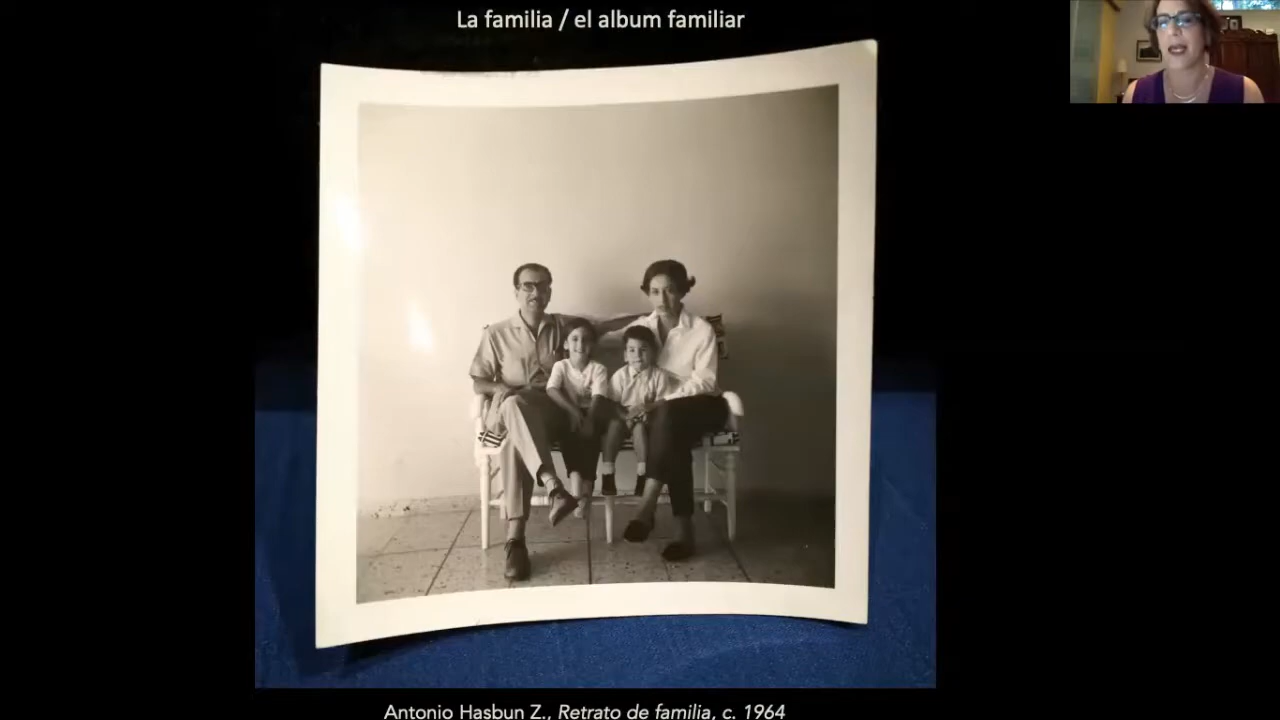 La familia / el album familiar
Antonio Hasbun Z., Retrato de familia, c. 1964